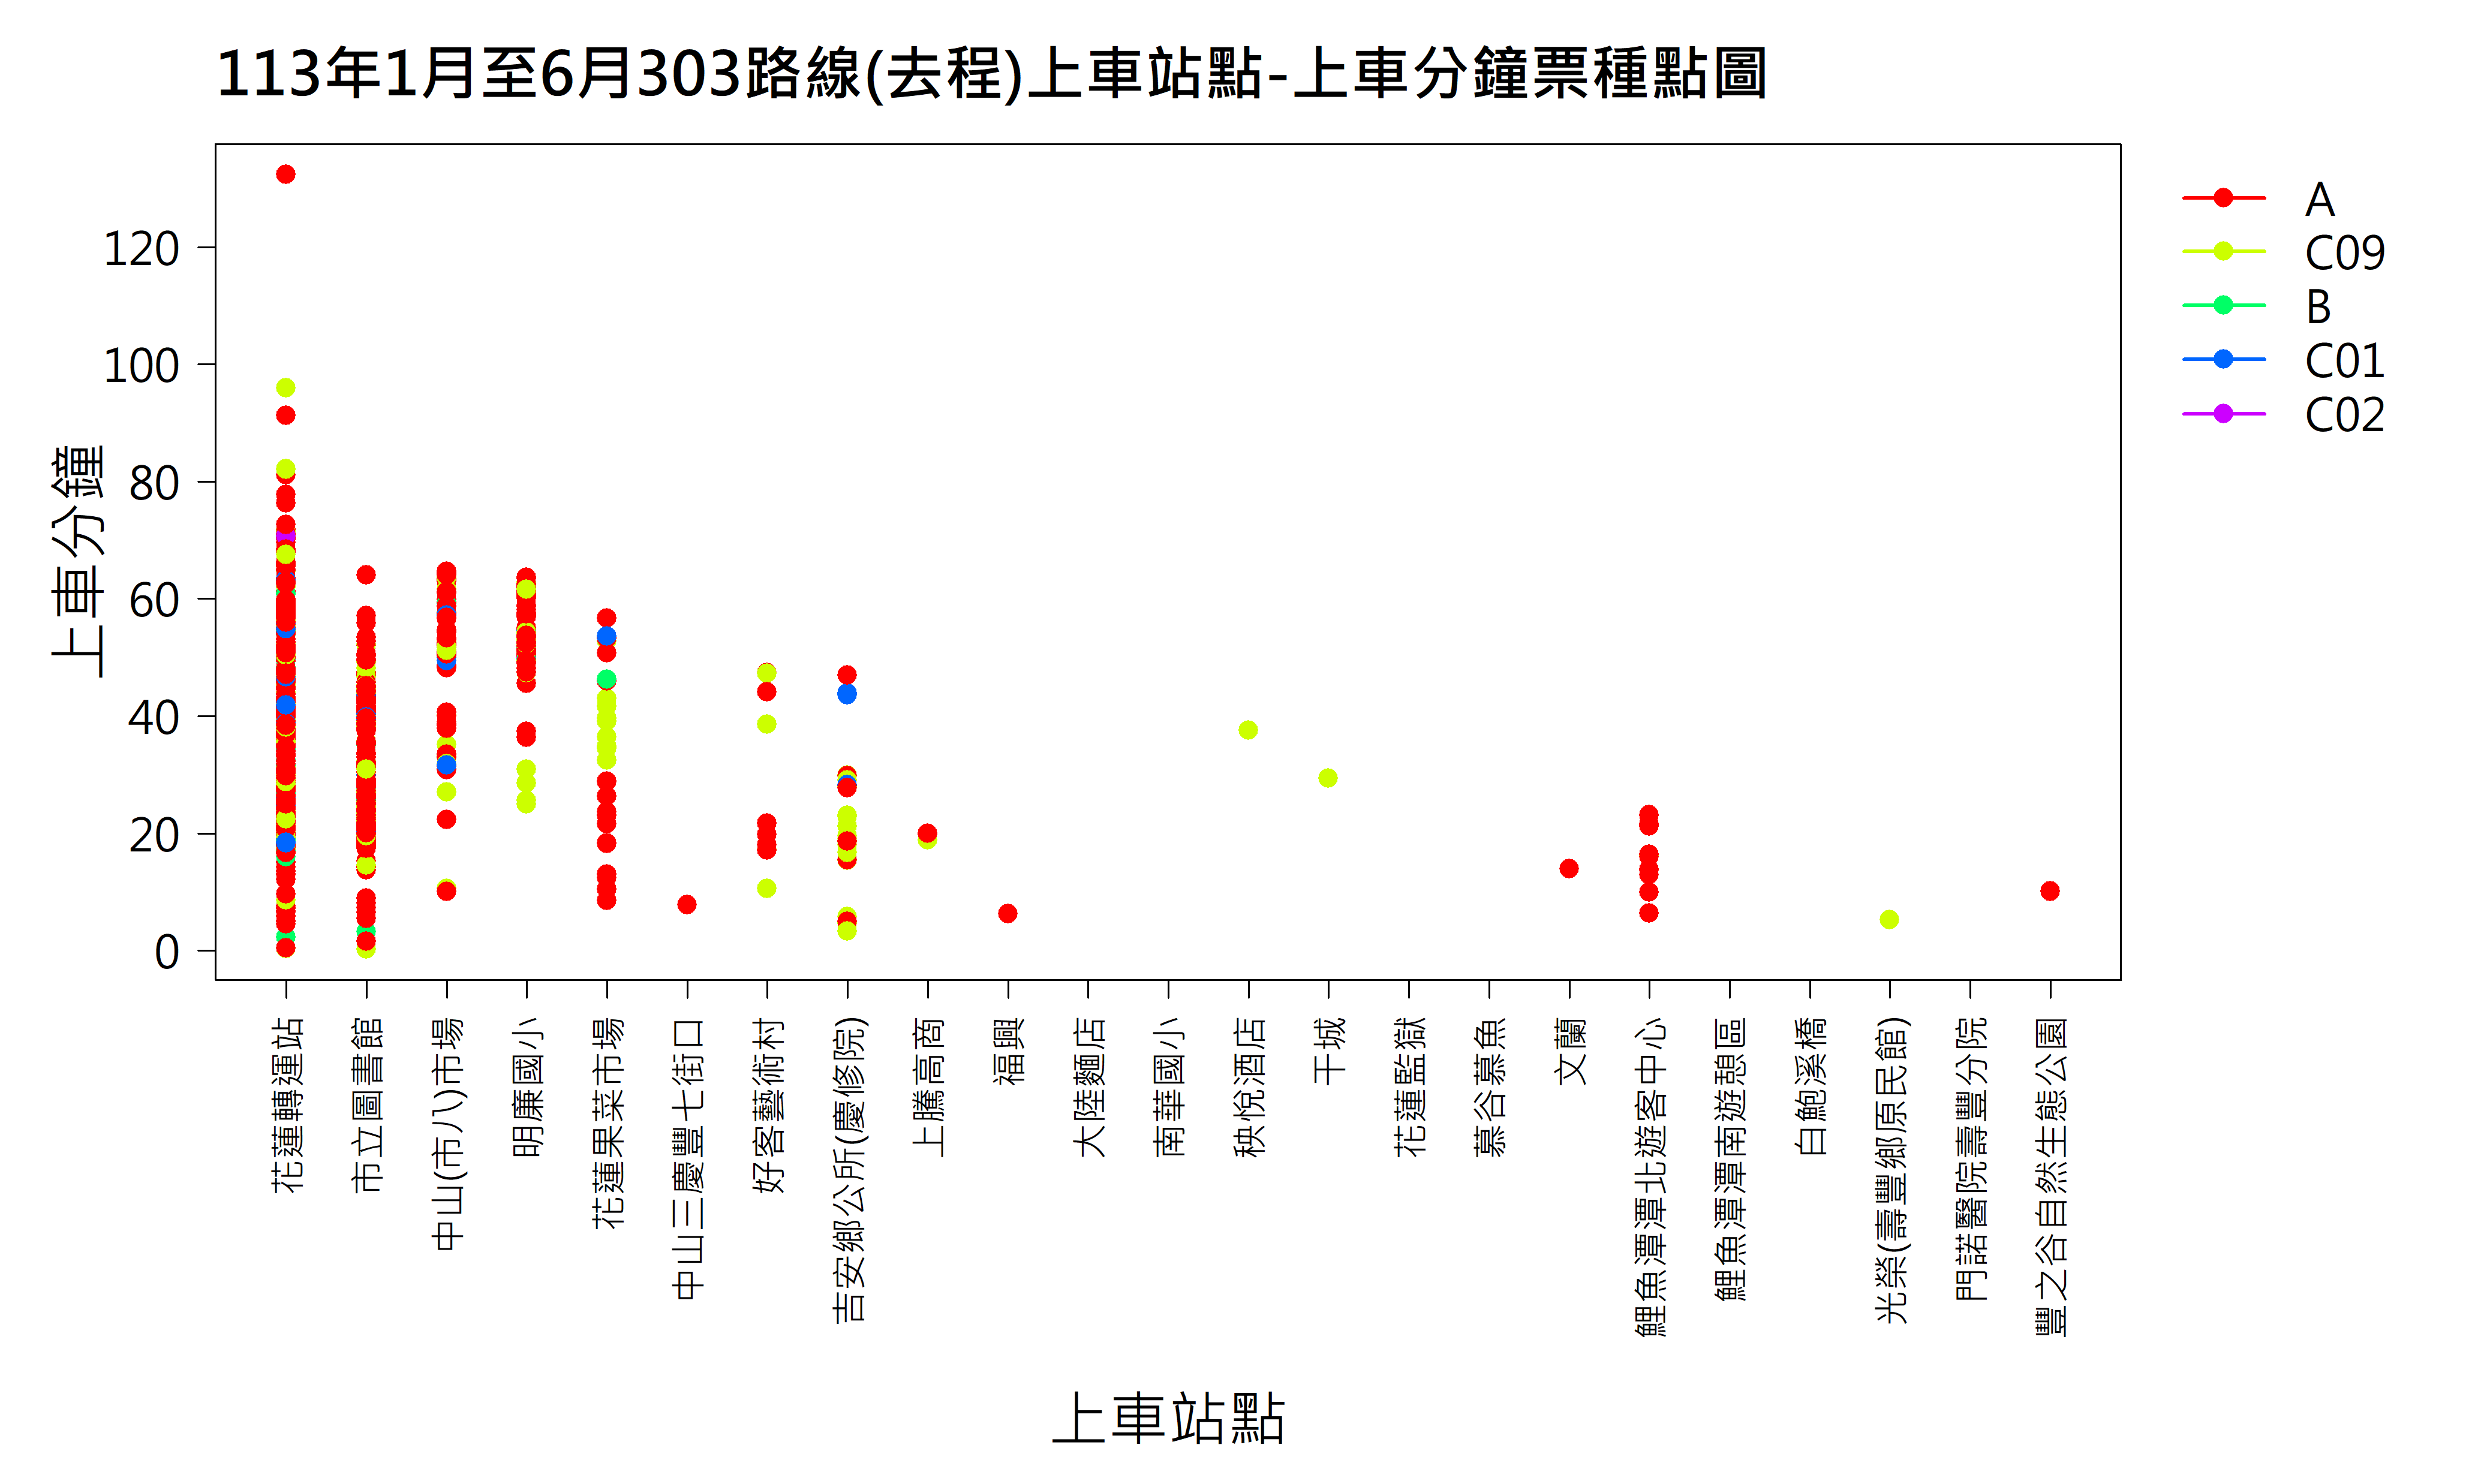 113年1月至6月303路線(去程)上車站點-上車分鐘票種點圖
上車分鐘
120
100
80
60
40
20
0
A
C09
B
C01
C02
花蓮轉運站
市立圖書館
中山(市八)市場
明廉國小
花蓮果菜市場
中山三慶豐七街口
好客藝術村
吉安鄉公所(慶修院)
上騰高商
福興
大陸麵店
南華國小
秧悅酒店
干城
花蓮監獄
慕谷慕魚
文蘭
鯉魚潭潭北遊客中心
鯉魚潭潭南遊憩區
白鮑溪橋
光榮(壽豐鄉原民館)
門諾醫院壽豐分院
豐之谷自然生態公園
上車站點